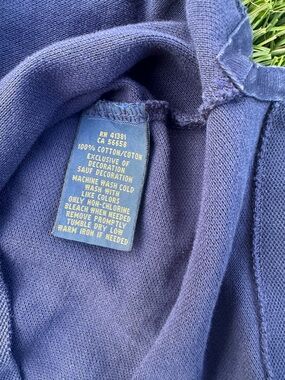 RN 41381
CA 56658
100% COTTON/COTON
EXCLUSIVE OF
DECORATION
SAUF DECORATION
MACHINE WASH COLD
WASH WITH
LIKE COLORS
ONLY NON-CHLORINE
BLEACH WHEN NEEDED
REMOVE PROMPTLY
TUMBLE DRY LOW
WARM IRON IF NEEDED